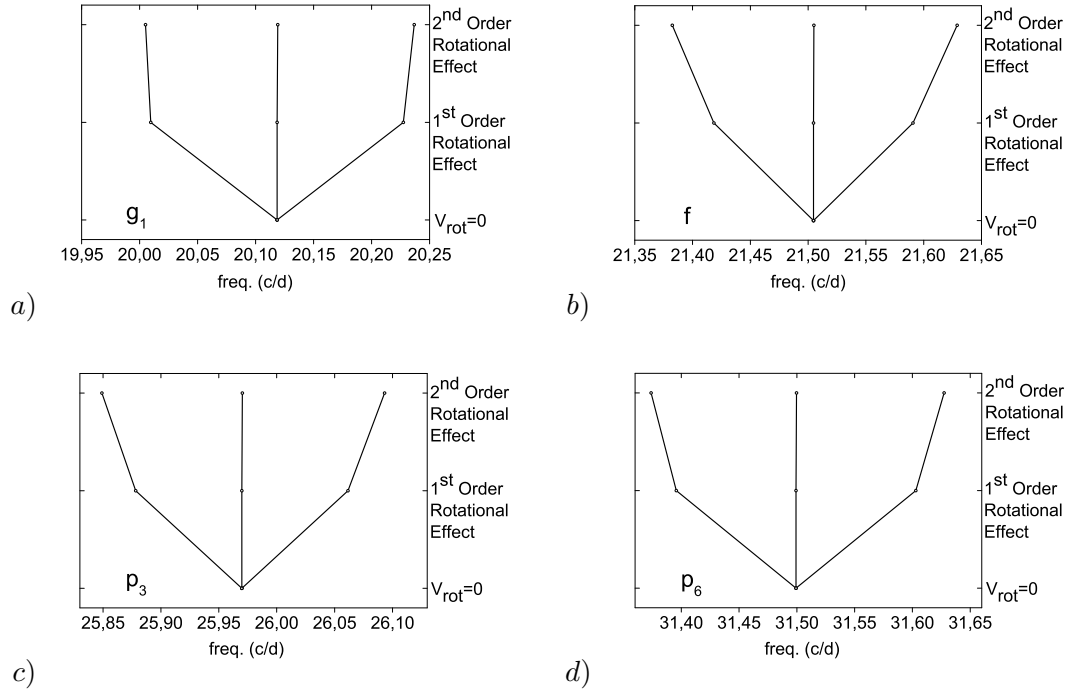 2nd Order
Rotational
Effect
1st Order
Rotational
Effect
g1
Vrot=0
19,95 20,00 20,05 20,10 20,15 20,20 20,25
freq. (c/d)
a)
2nd Order
Rotational
Effect
1st Order
Rotational
Effect
f
Vrot=0
21,35 21,40 21,45 21,50 21,55 21,60 21,65
freq. (c/d)
b)
2nd Order
Rotational
Effect
1st Order
Rotational
Effect
p3
Vrot=0
25,85 25,90 25,95 26,00 26,05 26,10
freq. (c/d)
c)
2nd Order
Rotational
Effect
1st Order
Rotational
Effect
p6
Vrot=0
31,40 31,45 31,50 31,55 31,60 31,65
freq. (c/d)
d)